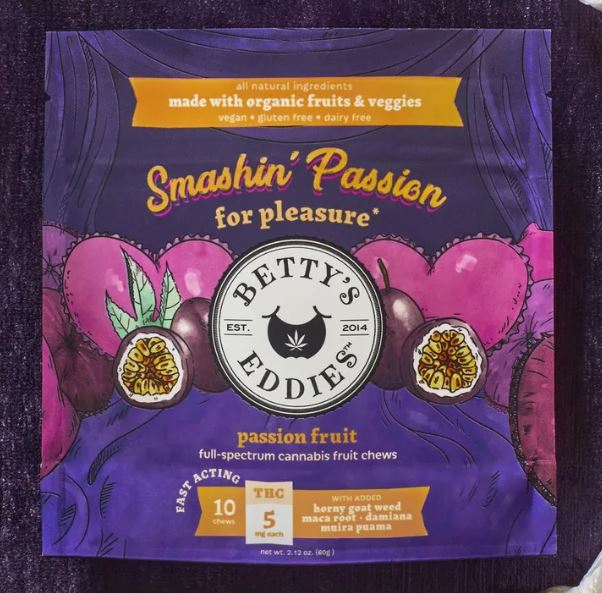 all natural ingredients
made with organic fruits & veggies
vegan • gluten free • dairy free
Smashin' Passion
for pleasure*
BETTY'S
EST. 2014
EDDIES™
passion fruit
full-spectrum cannabis fruit chews
FAST ACTING
10
chews
THC
5
mg each
WITH ADDED
horny goat weed
maca root • damiana
muira puama
net wt. 2.12 oz. (60g)